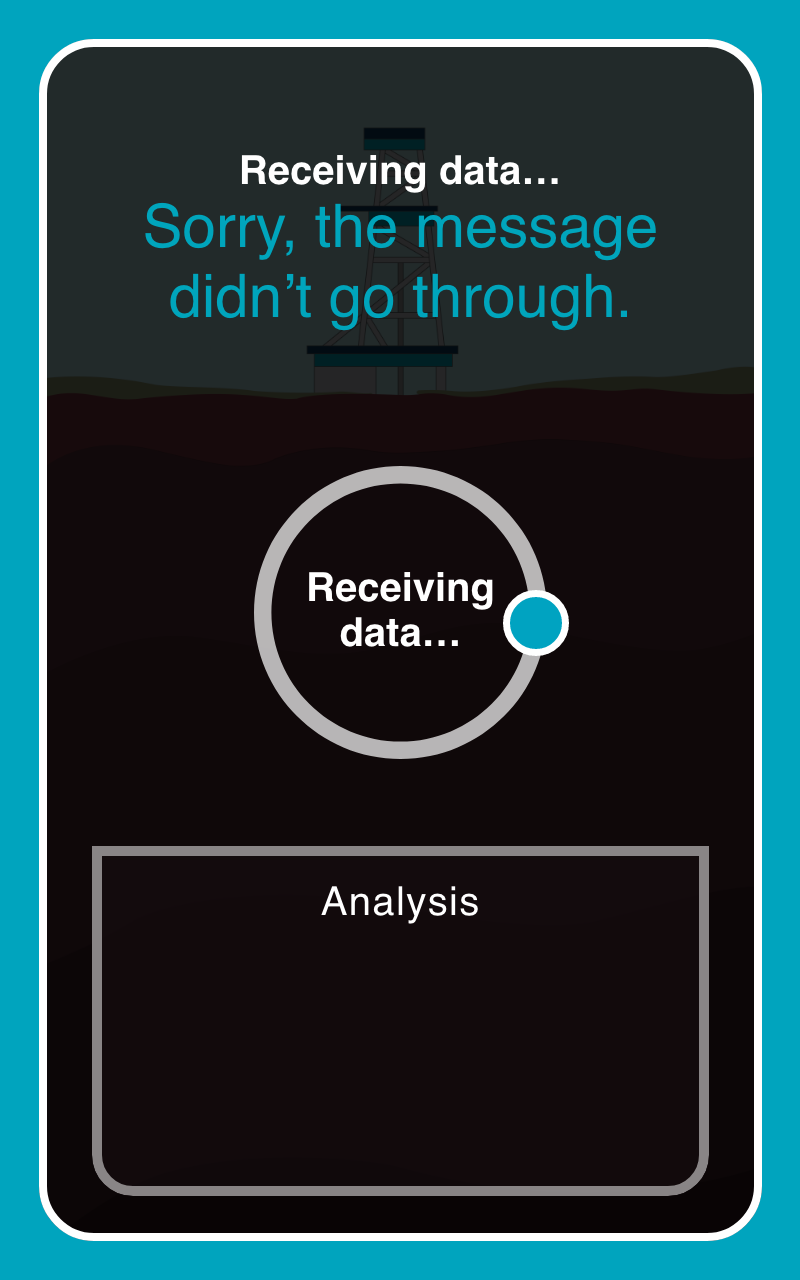 Receiving data…
Sorry, the message
didn’t go through.
Receiving
data…
Analysis